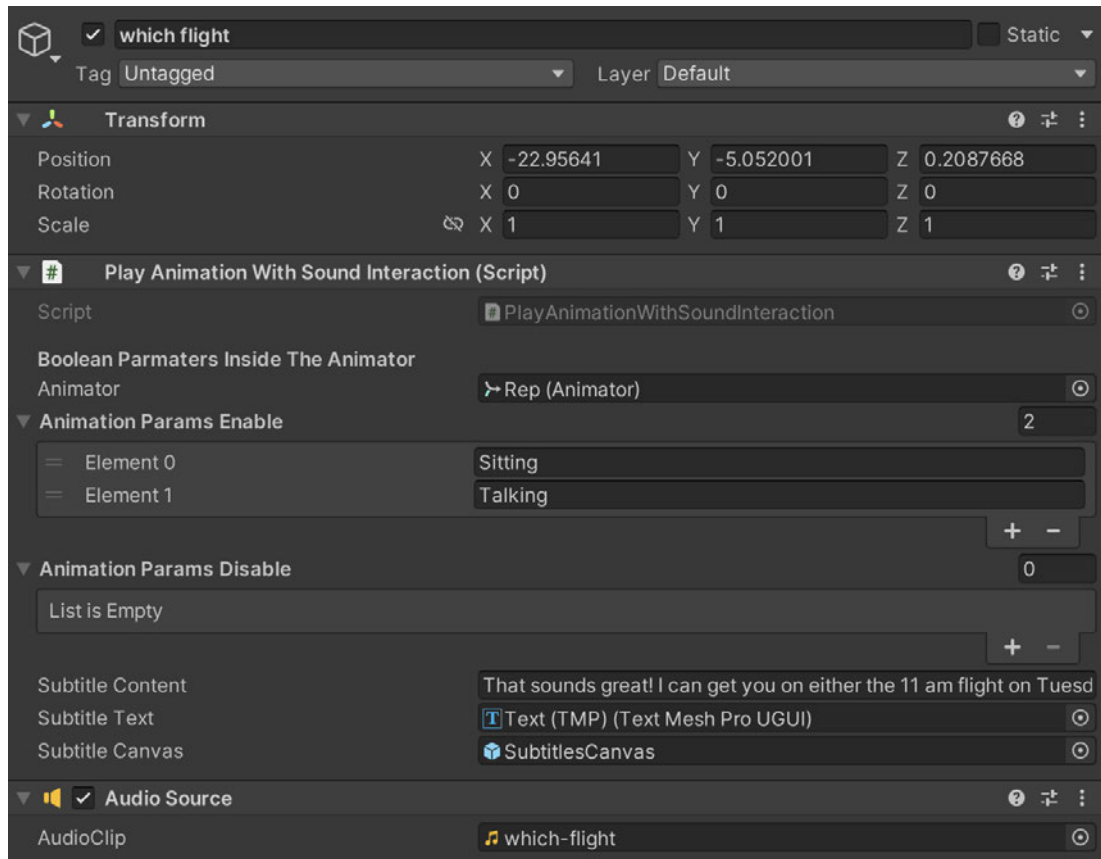 which flight Static
Tag Untagged Layer Default
Transform
Position X -22.95641 Y -5.052001 Z 0.2087668
Rotation X 0 Y 0 Z 0
Scale X 1 Y 1 Z 1
# Play Animation With Sound Interaction (Script)
Script # PlayAnimationWithSoundInteraction
Boolean Parmaters Inside The Animator
Animator Rep (Animator)
Animation Params Enable 2
Element 0 Sitting
Element 1 Talking
+ −
Animation Params Disable 0
List is Empty
+ −
Subtitle Content That sounds great! I can get you on either the 11 am flight on Tuesd
Subtitle Text T Text (TMP) (Text Mesh Pro UGUI)
Subtitle Canvas SubtitlesCanvas
Audio Source
AudioClip which-flight